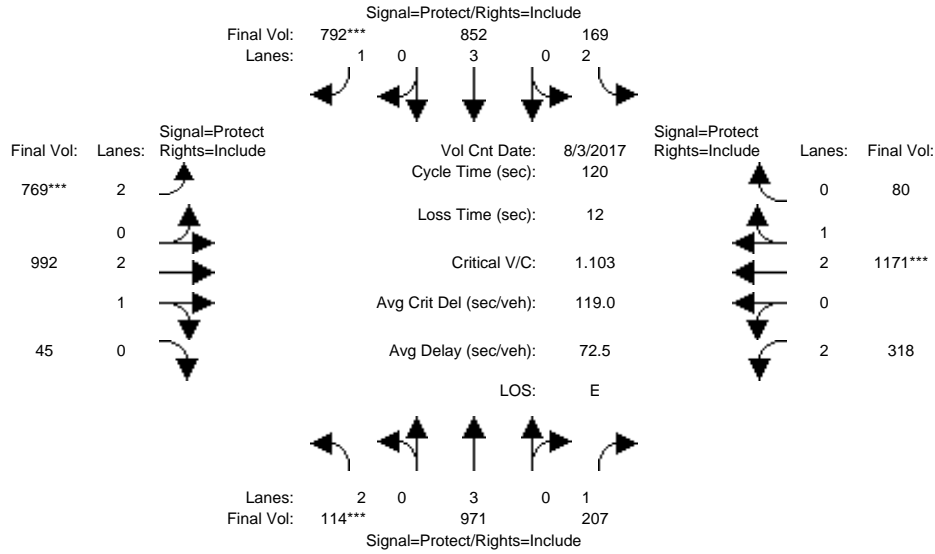 Signal=Protect/Rights=Include
Final Vol: 792*** 852 169
Lanes: 1 0 3 0 2
Signal=Protect
Final Vol: Lanes: Rights=Include
Vol Cnt Date: 8/3/2017
Signal=Protect
Rights=Include Lanes: Final Vol:
Cycle Time (sec): 120
769*** 2
0 80
Loss Time (sec): 12
0
1
992 2
Critical V/C: 1.103
2 1171***
1
Avg Crit Del (sec/veh): 119.0
0
45 0
Avg Delay (sec/veh): 72.5
2 318
LOS: E
Lanes: 2 0 3 0 1
Final Vol: 114*** 971 207
Signal=Protect/Rights=Include